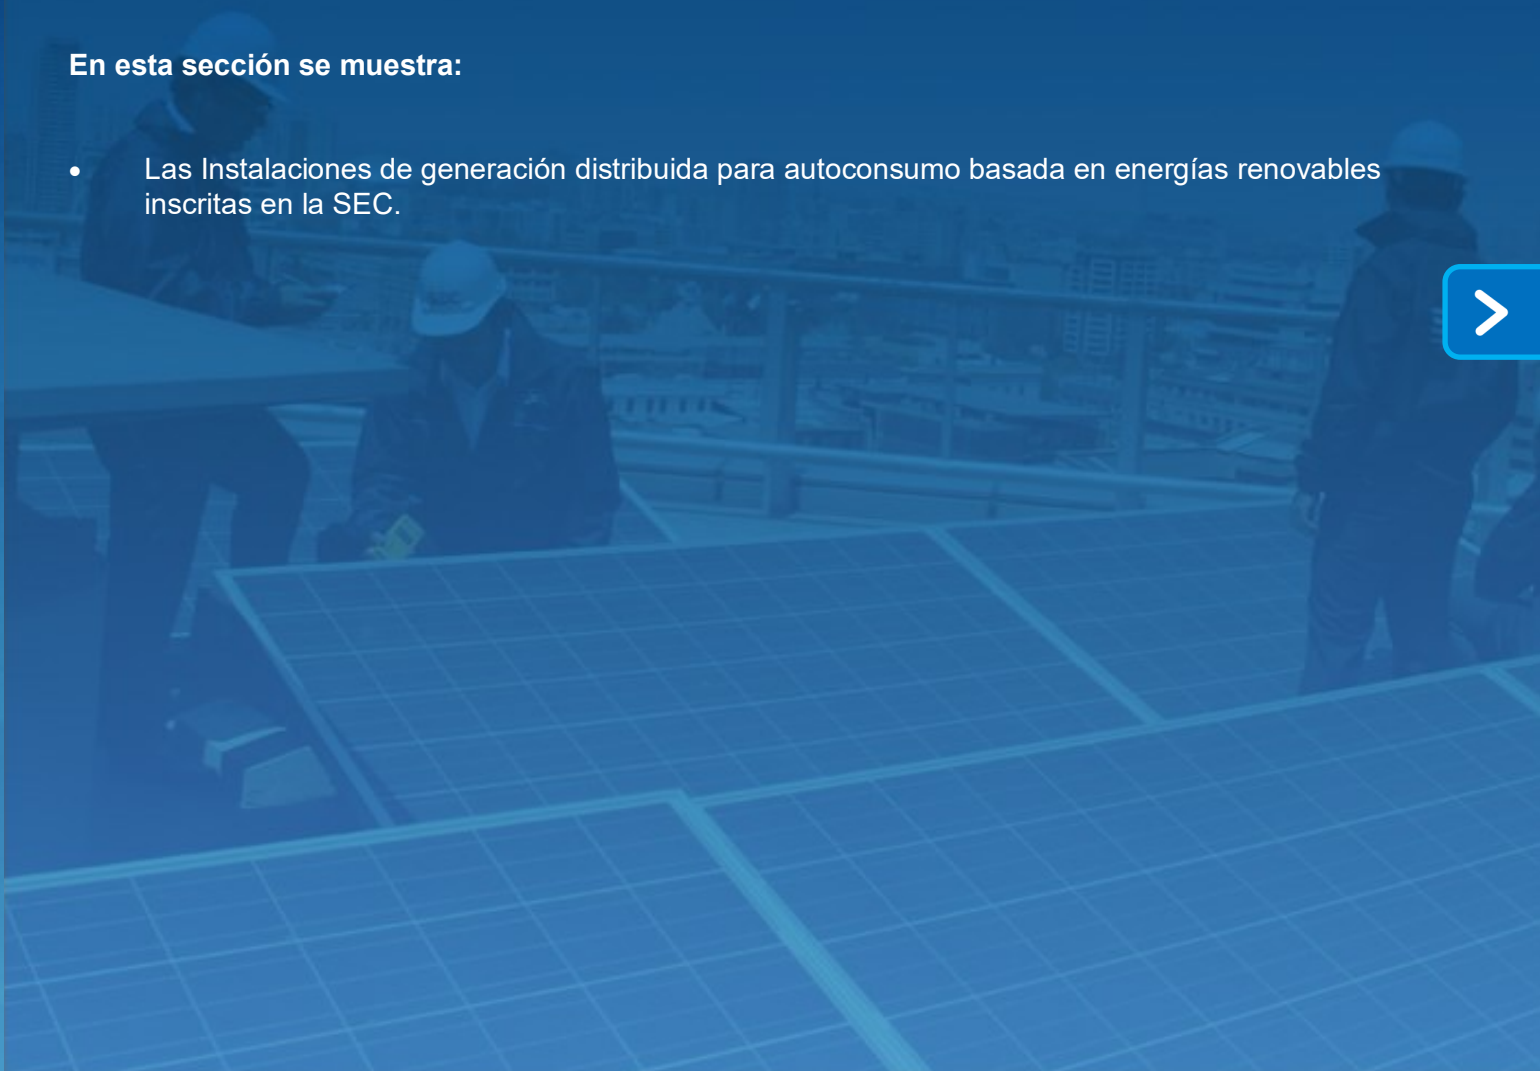 En esta sección se muestra:
• Las Instalaciones de generación distribuida para autoconsumo basada en energías renovables
inscritas en la SEC.